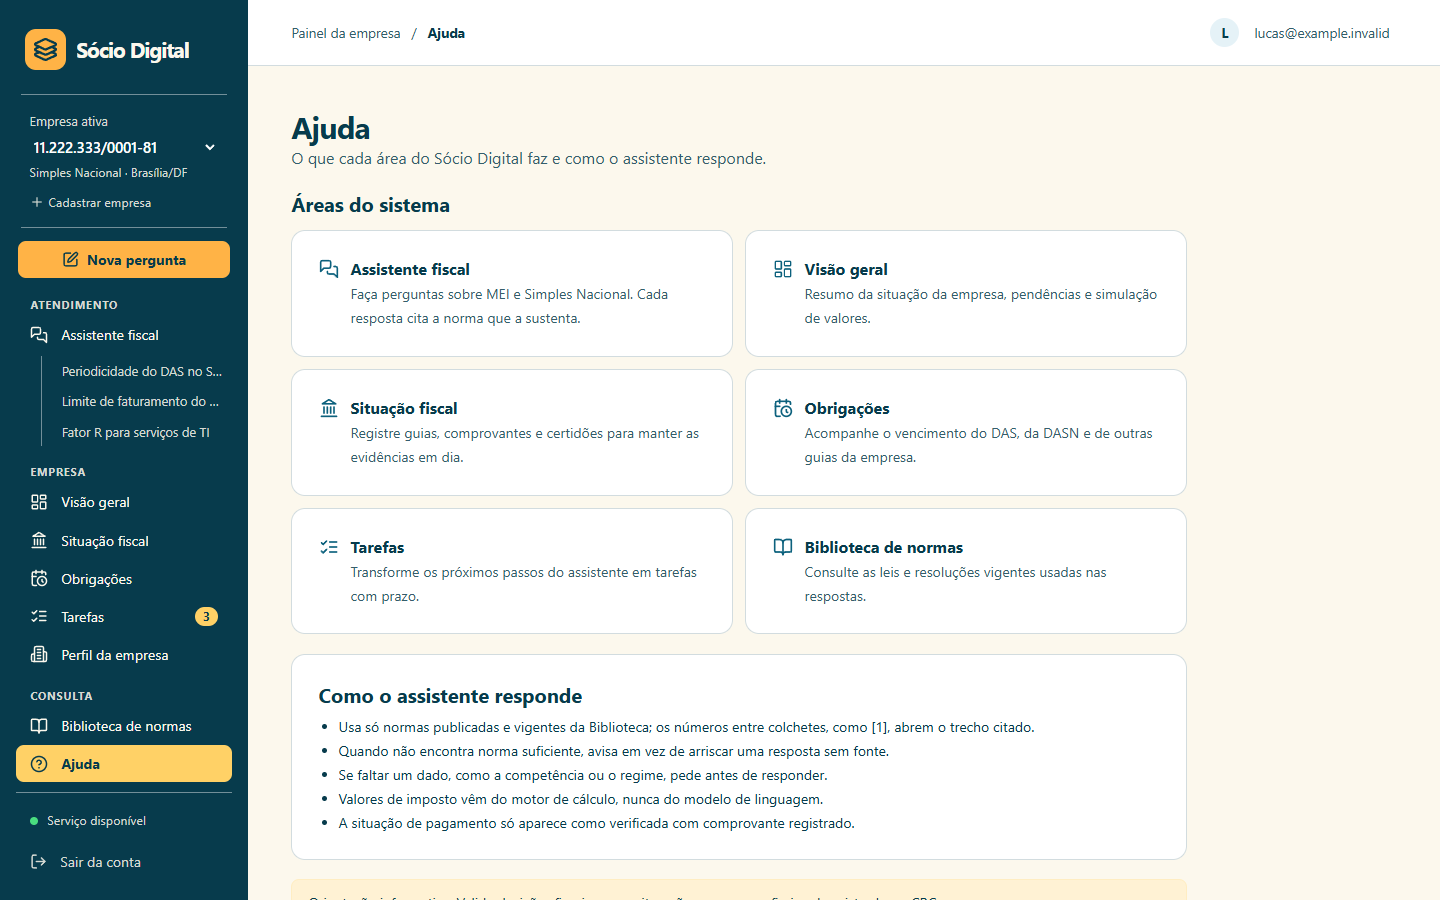 Sócio Digital
Empresa ativa
11.222.333/0001-81
Simples Nacional · Brasília/DF
Cadastrar empresa
Nova pergunta
ATENDIMENTO
Assistente fiscal
Periodicidade do DAS no S...
Limite de faturamento do ...
Fator R para serviços de TI
EMPRESA
Visão geral
Situação fiscal
Obrigações
Tarefas
3
Perfil da empresa
CONSULTA
Biblioteca de normas
Ajuda
Serviço disponível
Sair da conta
Painel da empresa / Ajuda
L
lucas@example.invalid
Ajuda
O que cada área do Sócio Digital faz e como o assistente responde.
Áreas do sistema
Assistente fiscal
Faça perguntas sobre MEI e Simples Nacional. Cada
resposta cita a norma que a sustenta.
Visão geral
Resumo da situação da empresa, pendências e simulação
de valores.
Situação fiscal
Registre guias, comprovantes e certidões para manter as
evidências em dia.
Obrigações
Acompanhe o vencimento do DAS, da DASN e de outras
guias da empresa.
Tarefas
Transforme os próximos passos do assistente em tarefas
com prazo.
Biblioteca de normas
Consulte as leis e resoluções vigentes usadas nas
respostas.
Como o assistente responde
• Usa só normas publicadas e vigentes da Biblioteca; os números entre colchetes, como [1], abrem o trecho citado.
• Quando não encontra norma suficiente, avisa em vez de arriscar uma resposta sem fonte.
• Se faltar um dado, como a competência ou o regime, pede antes de responder.
• Valores de imposto vêm do motor de cálculo, nunca do modelo de linguagem.
• A situação de pagamento só aparece como verificada com comprovante registrado.